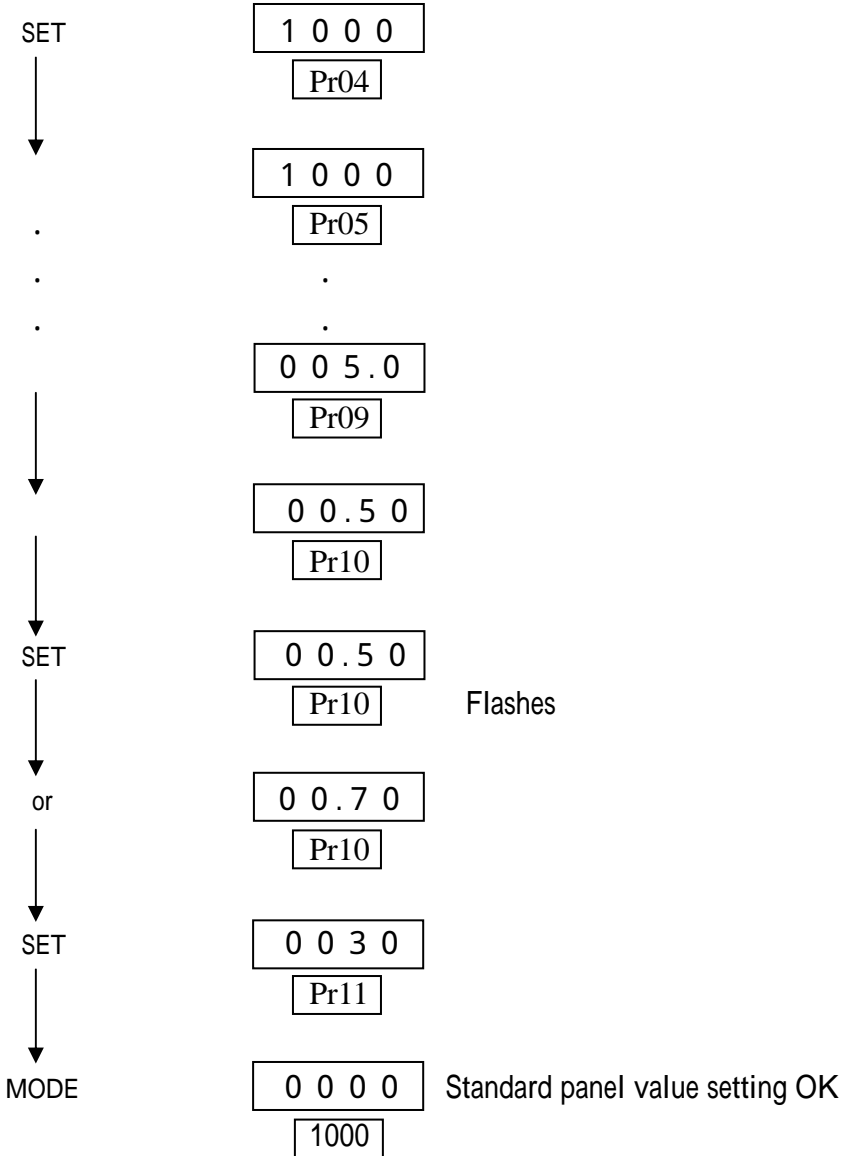 SET 1 0 0 0
Pr04
1 0 0 0
. Pr05
. .
. .
0 0 5 . 0
Pr09
0 0 . 5 0
Pr10
SET 0 0 . 5 0
Pr10 Flashes
or 0 0 . 7 0
Pr10
SET 0 0 3 0
Pr11
MODE 0 0 0 0 Standard panel value setting OK
1000